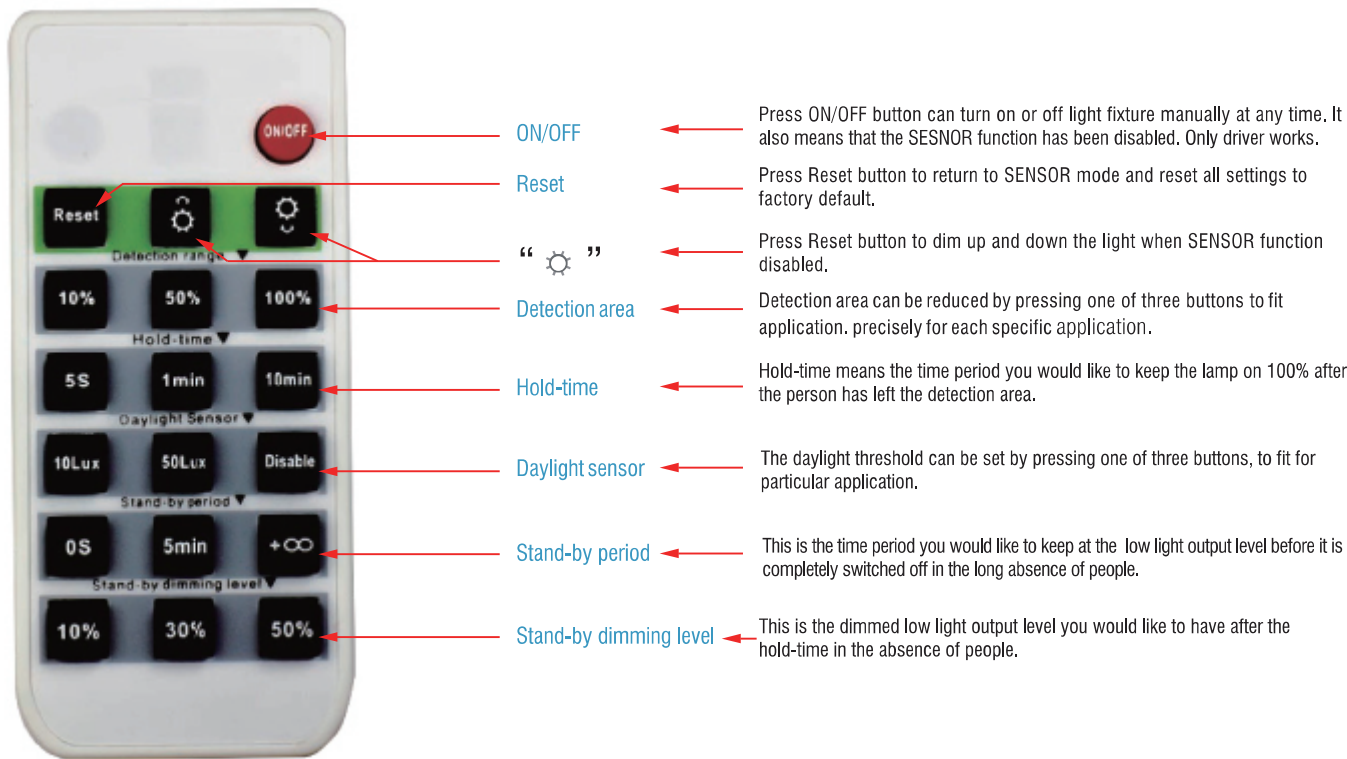 ON/OFF
Reset
Detection range ▼
10% 50% 100%
Hold-time ▼
5S 1min 10min
Daylight Sensor ▼
10Lux 50Lux Disable
Stand-by period ▼
0S 5min +∞
Stand-by dimming level ▼
10% 30% 50%
ON/OFF
Press ON/OFF button can turn on or off light fixture manually at any time. It
also means that the SESNOR function has been disabled. Only driver works.
Reset
Press Reset button to return to SENSOR mode and reset all settings to
factory default.
“ ☼ ”
Press Reset button to dim up and down the light when SENSOR function
disabled.
Detection area
Detection area can be reduced by pressing one of three buttons to fit
application. precisely for each specific application.
Hold-time
Hold-time means the time period you would like to keep the lamp on 100% after
the person has left the detection area.
Daylight sensor
The daylight threshold can be set by pressing one of three buttons, to fit for
particular application.
Stand-by period
This is the time period you would like to keep at the low light output level before it is
completely switched off in the long absence of people.
Stand-by dimming level
This is the dimmed low light output level you would like to have after the
hold-time in the absence of people.